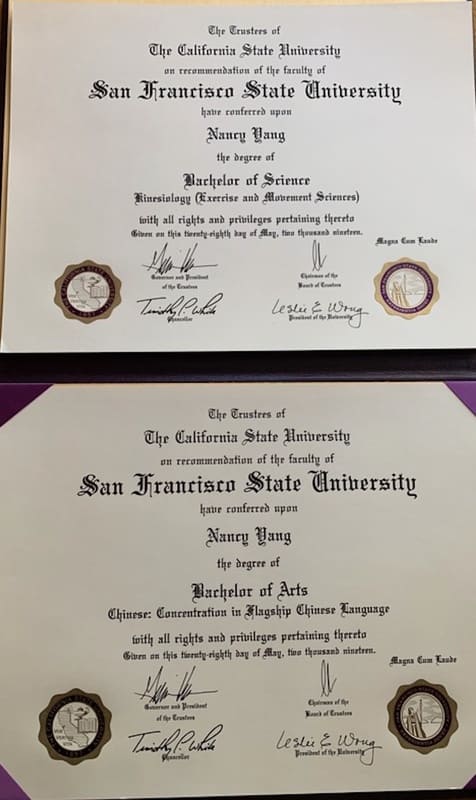 The Trustees of
The California State University
on recommendation of the faculty of
San Francisco State University
have conferred upon
Nancy Yang
the degree of
Bachelor of Science
Kinesiology (Exercise and Movement Sciences)
with all rights and privileges pertaining thereto
Given on this twenty-eighth day of May, two thousand nineteen.
Magna Cum Laude
Governor and President
of the Trustees
Chairman of the
Board of Trustees
Timothy P. White
Chancellor
Leslie E. Wong
President of the University
The Trustees of
The California State University
on recommendation of the faculty of
San Francisco State University
have conferred upon
Nancy Yang
the degree of
Bachelor of Arts
Chinese: Concentration in Flagship Chinese Language
with all rights and privileges pertaining thereto
Given on this twenty-eighth day of May, two thousand nineteen.
Magna Cum Laude
Governor and President
of the Trustees
Chairman of the
Board of Trustees
Timothy P. White
Chancellor
Leslie E. Wong
President of the University